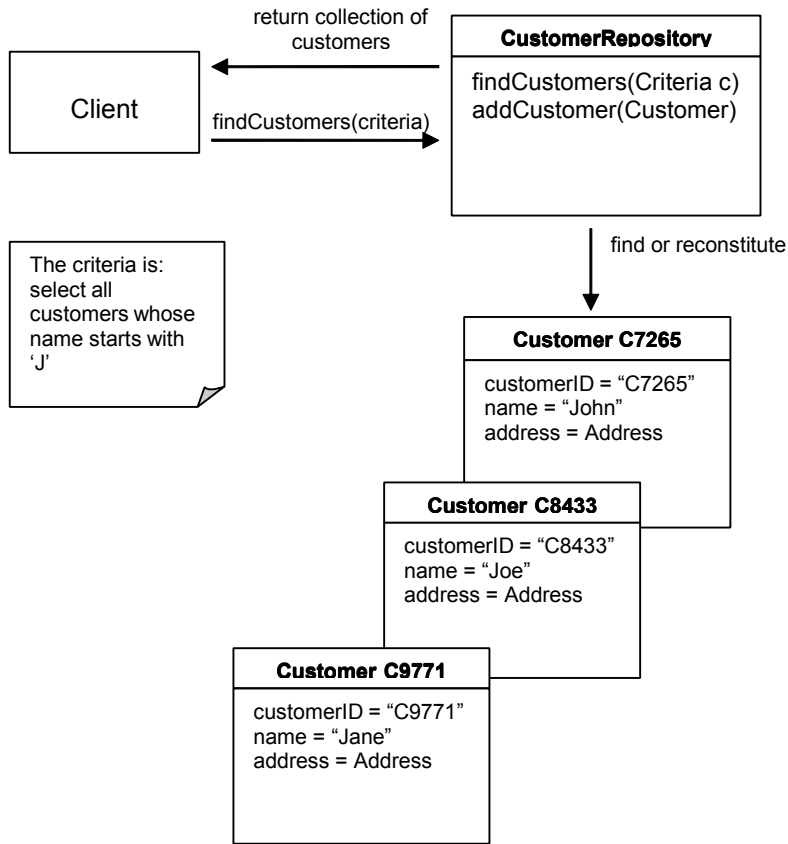 return collection of
customers
CustomerRepository
findCustomers(Criteria c)
addCustomer(Customer)
Client
findCustomers(criteria)
The criteria is:
select all
customers whose
name starts with
‘J’
find or reconstitute
Customer C7265
customerID = “C7265”
name = “John”
address = Address
Customer C8433
customerID = “C8433”
name = “Joe”
address = Address
Customer C9771
customerID = “C9771”
name = “Jane”
address = Address